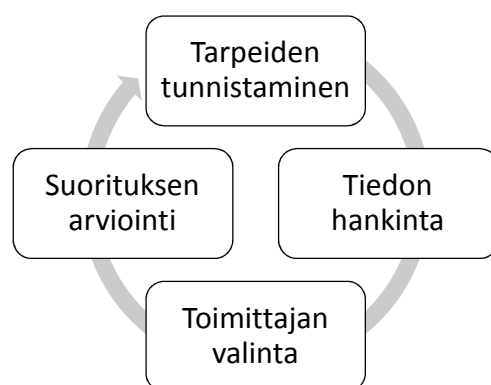 Tarpeiden
tunnistaminen
Tiedon
hankinta
Toimittajan
valinta
Suorituksen
arviointi